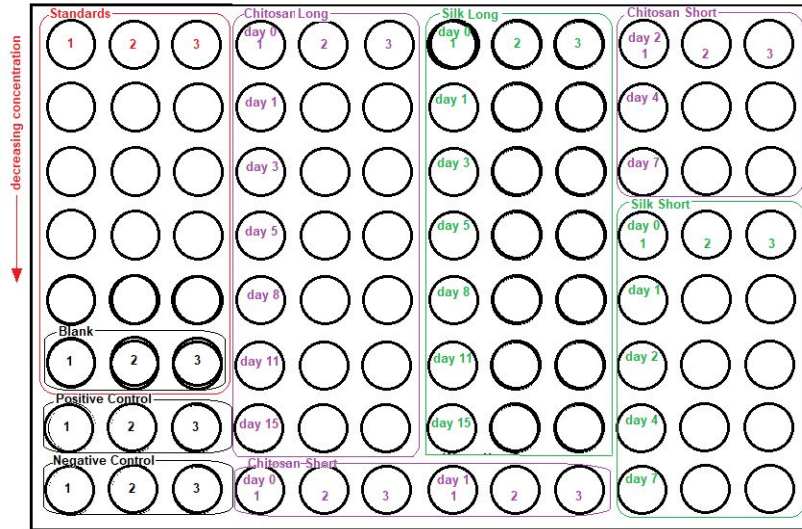 Standards Chitosan Long Silk Long Chitosan Short
1 2 3 day 0 1 2 3 day 0 1 2 3 day 2 1 2 3
decreasing concentration
day 1 day 1 day 4
day 3 day 3 day 7
Silk Short
day 5 day 5 day 0 1 2 3
day 8 day 8 day 1
Blank
1 2 3 day 11 day 11 day 2
Positive Control
1 2 3 day 15 day 15 day 4
Negative Control Chitosan Short
1 2 3 day 0 1 2 3 day 1 1 2 3 day 7